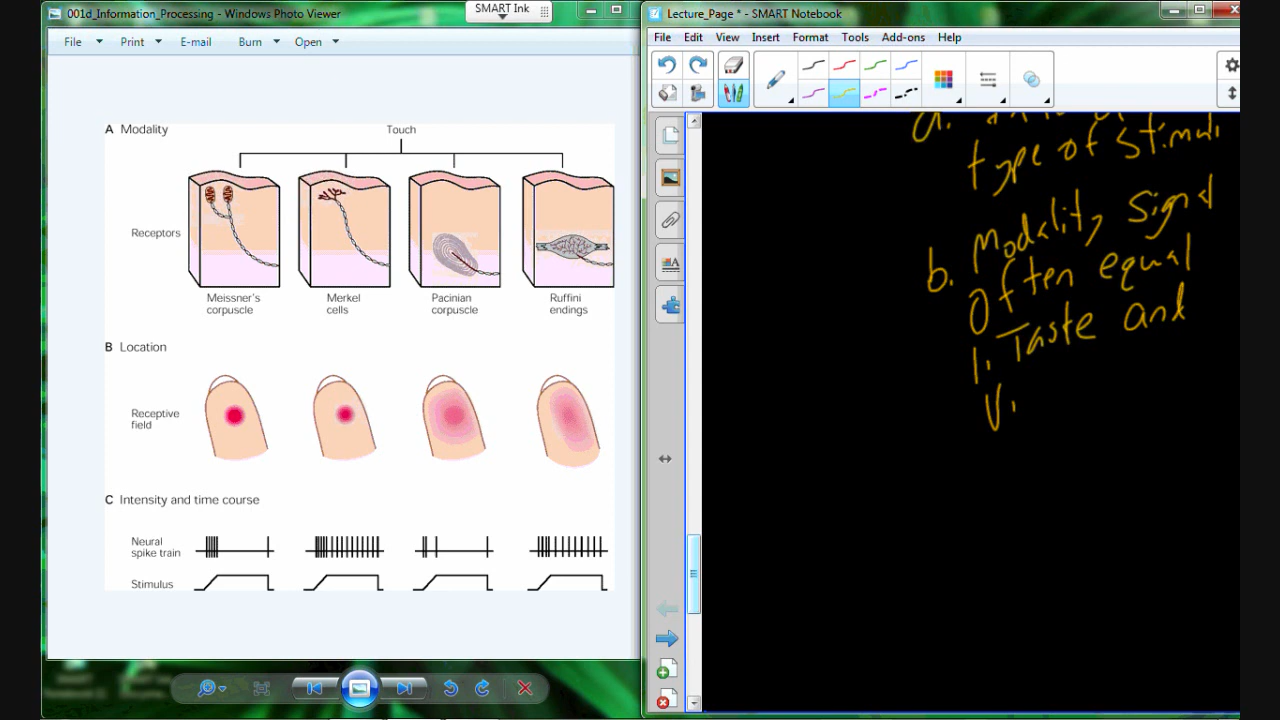 001d_Information_Processing - Windows Photo Viewer
SMART Ink
File Print E-mail Burn Open
A Modality
Touch
Receptors
Meissner's corpuscle
Merkel cells
Pacinian corpuscle
Ruffini endings
B Location
Receptive field
C Intensity and time course
Neural spike train
Stimulus
Lecture_Page * - SMART Notebook
File Edit View Insert Format Tools Add-ons Help
a.
type of stimuli
b. Modality, Signal
Often equal
1. Taste and